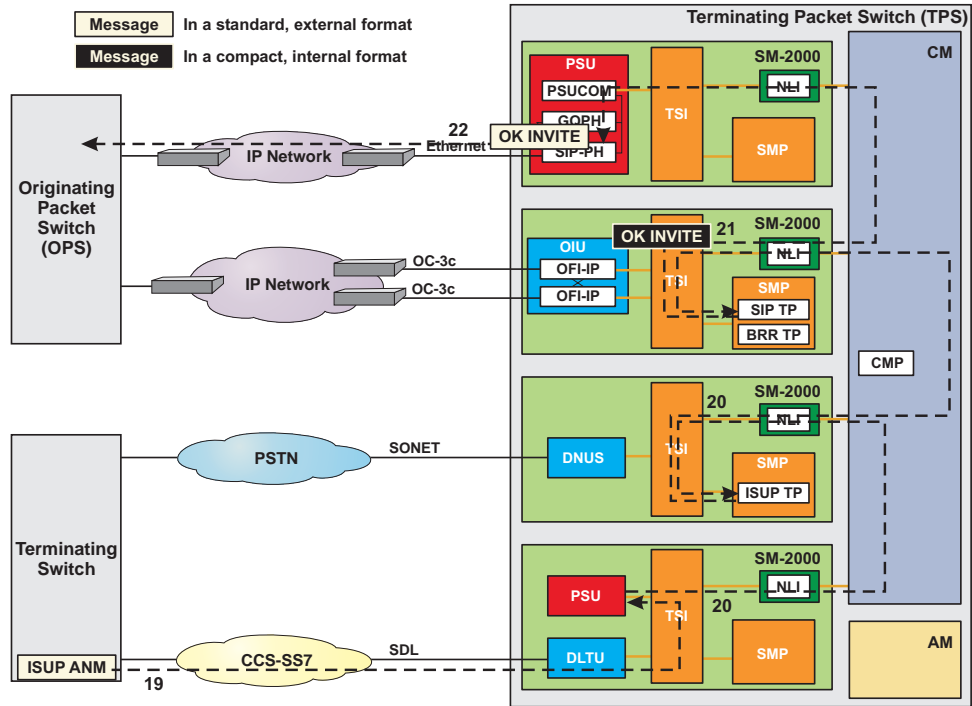 Message In a standard, external format
Message In a compact, internal format
Terminating Packet Switch (TPS)
CM
SM-2000
PSU
PSUCOM
GQPH
SIP-PH
TSI
NLI
SMP
OK INVITE
22
Ethernet
IP Network
Originating
Packet
Switch
(OPS)
SM-2000
21
OK INVITE
NLI
OIU
OFI-IP
OFI-IP
TSI
SMP
SIP TP
BRR TP
OC-3c
OC-3c
IP Network
CMP
SM-2000
20
NLI
DNUS
TSI
SMP
ISUP TP
SONET
PSTN
Terminating
Switch
SM-2000
NLI
20
PSU
TSI
DLTU
SMP
SDL
CCS-SS7
ISUP ANM
19
AM